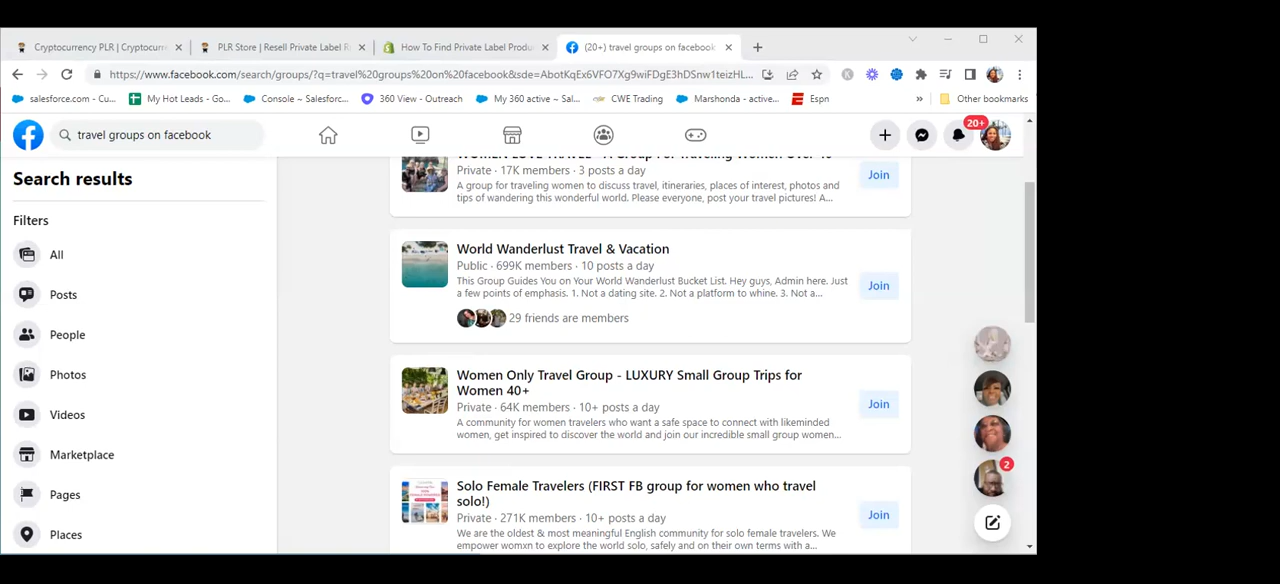 Cryptocurrency PLR | Cryptocurr
PLR Store | Resell Private Label R
How To Find Private Label Produ
(20+) travel groups on facebook
https://www.facebook.com/search/groups/?q=travel%20groups%20on%20facebook&sde=AbotKqEx6VFO7Xg9wiFDgE3hDSnw1teizHL...
salesforce.com - Cu...
My Hot Leads - Go...
Console ~ Salesforc...
360 View - Outreach
My 360 active ~ Sal...
CWE Trading
Marshonda - active...
Espn
»
Other bookmarks
travel groups on facebook
20+
Search results
Filters
All
Posts
People
Photos
Videos
Marketplace
Pages
Places
WOMEN LOVE TRAVEL - A Group For Traveling Women Over 40
Private · 17K members · 3 posts a day
A group for traveling women to discuss travel, itineraries, places of interest, photos and
tips of wandering this wonderful world. Please everyone, post your travel pictures! A...
Join
World Wanderlust Travel & Vacation
Public · 699K members · 10 posts a day
This Group Guides You on Your World Wanderlust Bucket List. Hey guys, Admin here. Just
a few points of emphasis. 1. Not a dating site. 2. Not a platform to whine. 3. Not a...
29 friends are members
Join
Women Only Travel Group - LUXURY Small Group Trips for
Women 40+
Private · 64K members · 10+ posts a day
A community for women travelers who want a safe space to connect with likeminded
women, get inspired to discover the world and join our incredible small group women...
Join
Solo Female Travelers (FIRST FB group for women who travel
solo!)
Private · 271K members · 10+ posts a day
We are the oldest & most meaningful English community for solo female travelers. We
empower womxn to explore the world solo, safely and on their own terms with a...
Join
2